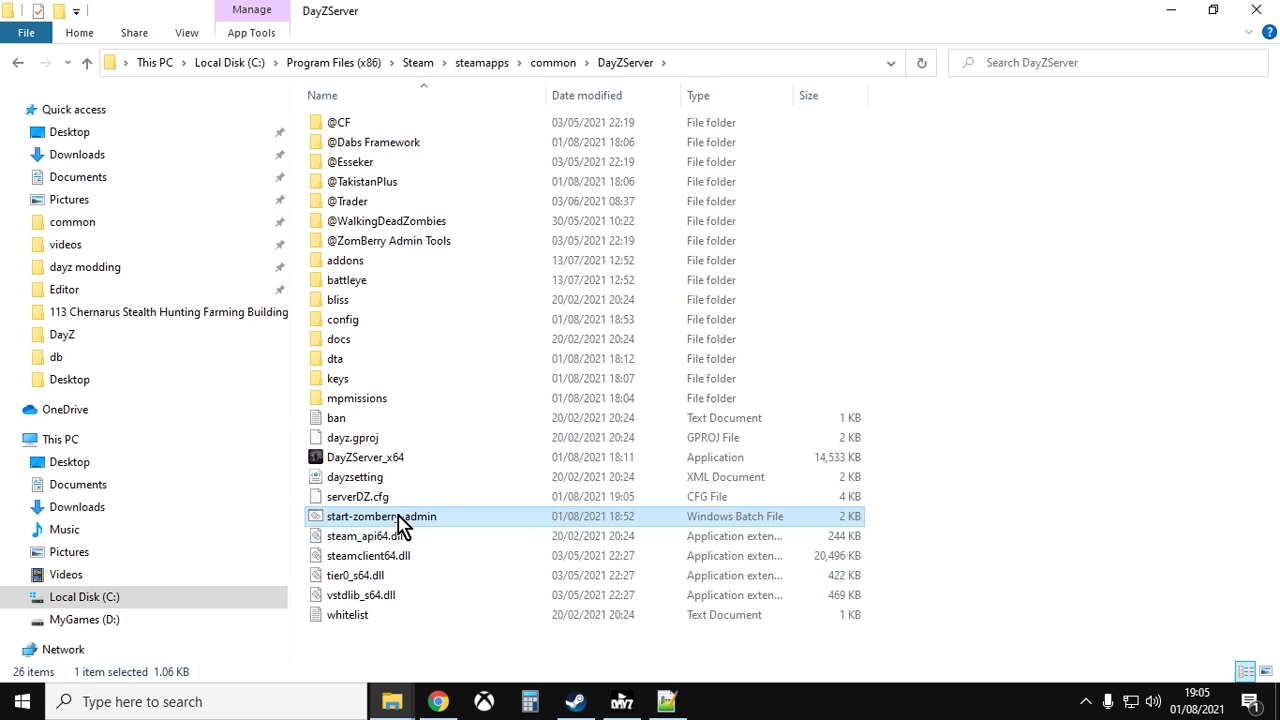 Manage
DayZServer
File
Home
Share
View
App Tools
This PC
Local Disk (C:)
Program Files (x86)
Steam
steamapps
common
DayZServer
Search DayZServer
Name
Date modified
Type
Size
Quick access
Desktop
Downloads
Documents
Pictures
common
videos
dayz modding
Editor
113 Chernarus Stealth Hunting Farming Building
DayZ
db
Desktop
OneDrive
This PC
Desktop
Documents
Downloads
Music
Pictures
Videos
Local Disk (C:)
MyGames (D:)
Network
@CF 03/05/2021 22:19 File folder
@Dabs Framework 01/08/2021 18:06 File folder
@Esseker 03/05/2021 22:19 File folder
@TakistanPlus 01/08/2021 18:06 File folder
@Trader 03/06/2021 08:37 File folder
@WalkingDeadZombies 30/05/2021 10:22 File folder
@ZomBerry Admin Tools 03/05/2021 22:19 File folder
addons 13/07/2021 12:52 File folder
battleye 13/07/2021 12:52 File folder
bliss 20/02/2021 20:24 File folder
config 01/08/2021 18:53 File folder
docs 20/02/2021 20:24 File folder
dta 01/08/2021 18:12 File folder
keys 01/08/2021 18:07 File folder
mpmissions 01/08/2021 18:04 File folder
ban 20/02/2021 20:24 Text Document 1 KB
dayz.gproj 20/02/2021 20:24 GPROJ File 2 KB
DayZServer_x64 01/08/2021 18:11 Application 14,533 KB
dayzsetting 20/02/2021 20:24 XML Document 2 KB
serverDZ.cfg 01/08/2021 19:05 CFG File 4 KB
start-zomberry-admin 01/08/2021 18:52 Windows Batch File 2 KB
steam_api64.dll 20/02/2021 20:24 Application exten... 244 KB
steamclient64.dll 03/05/2021 22:27 Application exten... 20,496 KB
tier0_s64.dll 03/05/2021 22:27 Application exten... 422 KB
vstdlib_s64.dll 03/05/2021 22:27 Application exten... 469 KB
whitelist 20/02/2021 20:24 Text Document 1 KB
26 items 1 item selected 1.06 KB
Type here to search
19:05
01/08/2021